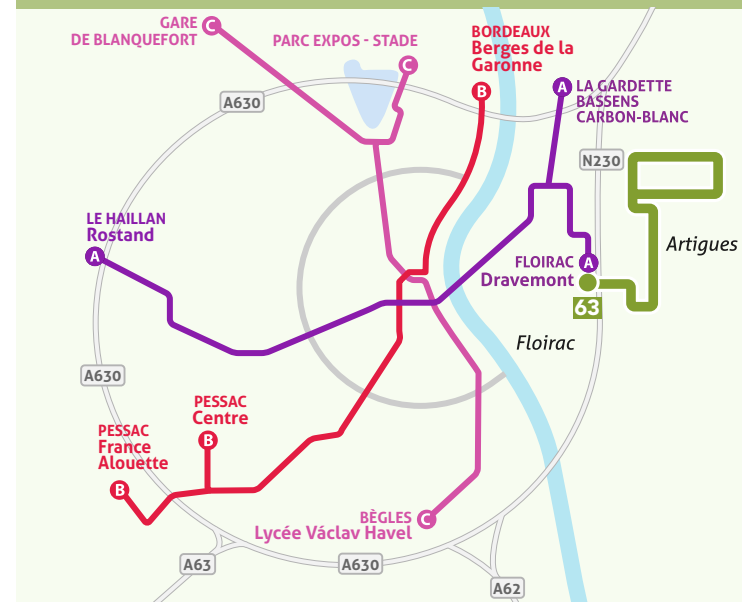 GARE
DE BLANQUEFORT
C
PARC EXPOS - STADE
C
BORDEAUX
Berges de la
Garonne
B
A
LA GARDETTE
BASSENS
CARBON-BLANC
A630
N230
LE HAILLAN
Rostand
A
Artigues
FLOIRAC
Dravemont
A
63
Floirac
A630
PESSAC
Centre
B
PESSAC
France
Alouette
B
BÈGLES
Lycée Václav Havel
C
A63
A630
A62